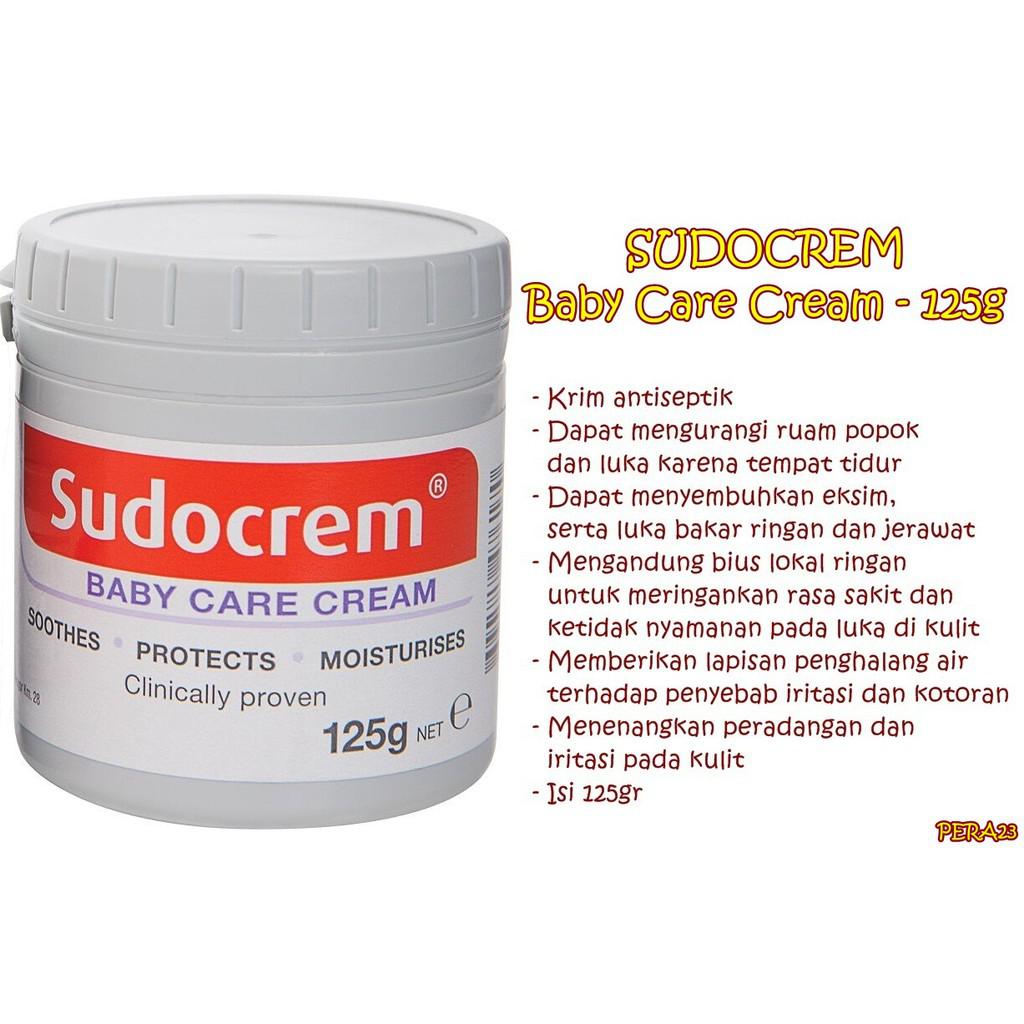 Sudocrem®
BABY CARE CREAM
SOOTHES • PROTECTS • MOISTURISES
Clinically proven
125g NET e
SUDOCREM
Baby Care Cream - 125g
- Krim antiseptik
- Dapat mengurangi ruam popok
dan luka karena tempat tidur
- Dapat menyembuhkan eksim,
serta luka bakar ringan dan jerawat
- Mengandung bius lokal ringan
untuk meringankan rasa sakit dan
ketidak nyamanan pada luka di kulit
- Memberikan lapisan penghalang air
terhadap penyebab iritasi dan kotoran
- Menenangkan peradangan dan
iritasi pada kulit
- Isi 125gr
PERA23